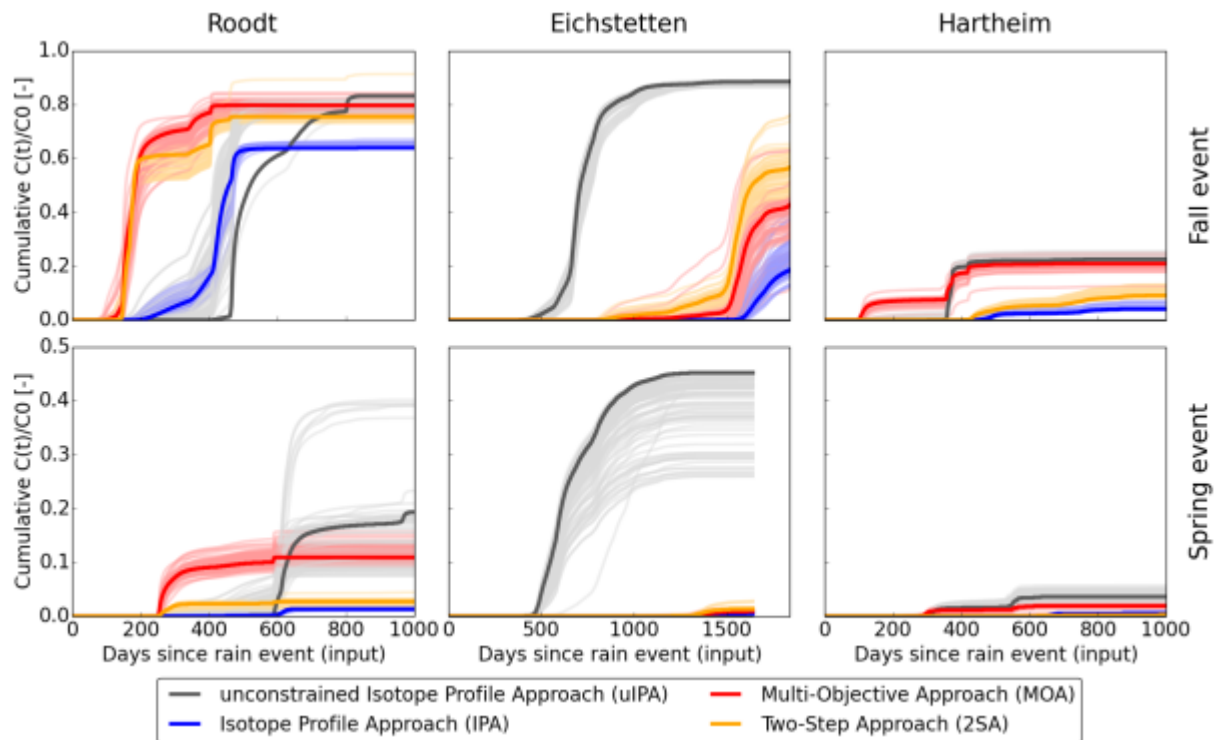 Roodt Eichstetten Hartheim
1.0
0.8
0.6
0.4
0.2
0.0
Cumulative C(t)/C0 [-]
Fall event
0.5
0.4
0.3
0.2
0.1
0.0
Cumulative C(t)/C0 [-]
Spring event
0 200 400 600 800 1000 0 500 1000 1500 0 200 400 600 800 1000
Days since rain event (input) Days since rain event (input) Days since rain event (input)
unconstrained Isotope Profile Approach (uIPA) Multi-Objective Approach (MOA)
Isotope Profile Approach (IPA) Two-Step Approach (2SA)